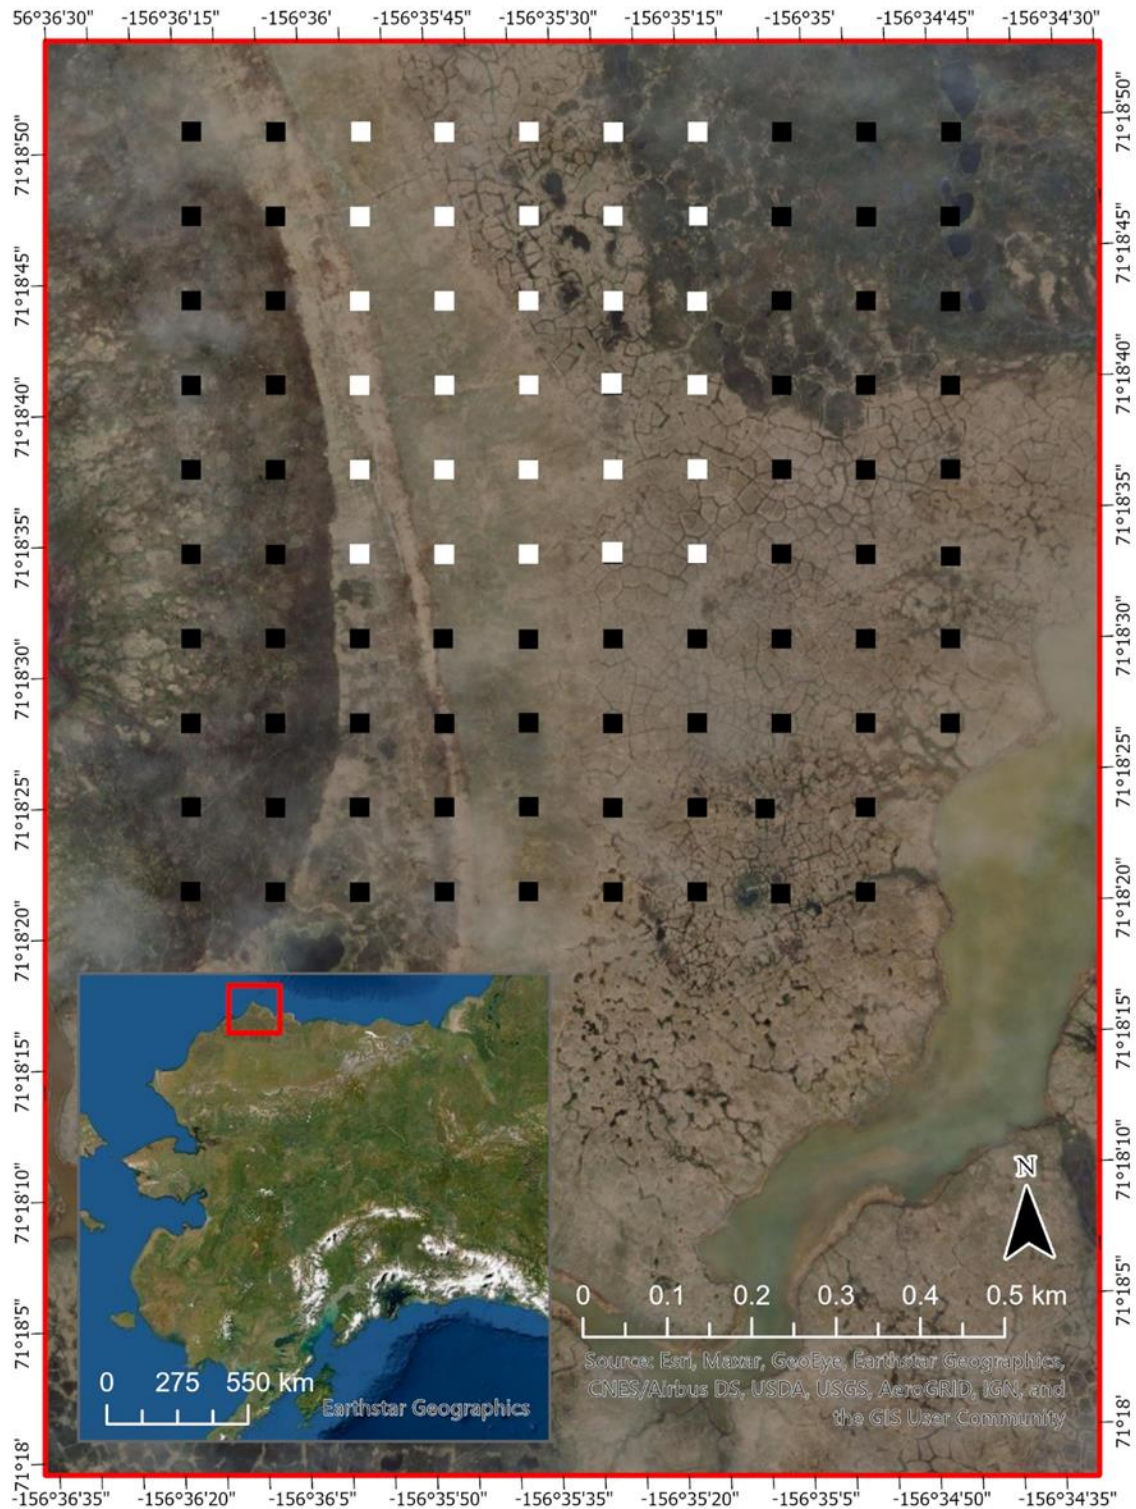 56°36'30" -156°36'15" -156°36' -156°35'45" -156°35'30" -156°35'15" -156°35' -156°34'45" -156°34'30"
71°18'50"
71°18'45"
71°18'40"
71°18'35"
71°18'30"
71°18'25"
71°18'20"
71°18'15"
71°18'10"
71°18'5"
71°18'
71°18'50"
71°18'45"
71°18'40"
71°18'35"
71°18'30"
71°18'25"
71°18'20"
71°18'15"
71°18'10"
71°18'5"
71°18'
N
0 0.1 0.2 0.3 0.4 0.5 km
Source: Esri, Maxar, GeoEye, Earthstar Geographics,
CNES/Airbus DS, USDA, USGS, AeroGRID, IGN, and
the GIS User Community
0 275 550 km
Earthstar Geographics
-156°36'35" -156°36'20" -156°36'5" -156°35'50" -156°35'35" -156°35'20" -156°35'5" -156°34'50"